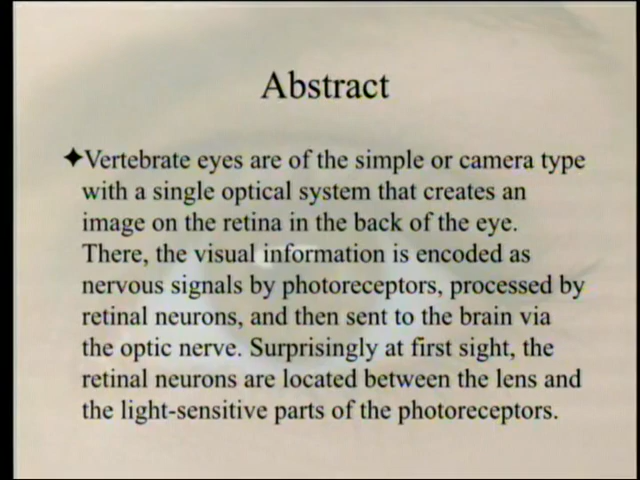 Abstract
✦Vertebrate eyes are of the simple or camera type
with a single optical system that creates an
image on the retina in the back of the eye.
There, the visual information is encoded as
nervous signals by photoreceptors, processed by
retinal neurons, and then sent to the brain via
the optic nerve. Surprisingly at first sight, the
retinal neurons are located between the lens and
the light-sensitive parts of the photoreceptors.